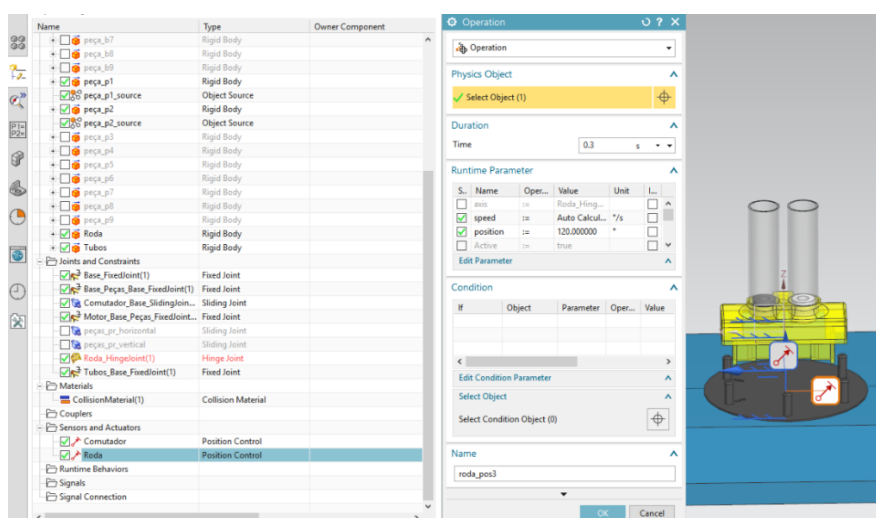 Name Type Owner Component
peça_b7 Rigid Body
peça_b8 Rigid Body
peça_b9 Rigid Body
peça_p1 Rigid Body
peça_p1_source Object Source
peça_p2 Rigid Body
peça_p2_source Object Source
peça_p3 Rigid Body
peça_p4 Rigid Body
peça_p5 Rigid Body
peça_p6 Rigid Body
peça_p7 Rigid Body
peça_p8 Rigid Body
peça_p9 Rigid Body
Roda Rigid Body
Tubos Rigid Body
Joints and Constraints
Base_FixedJoint(1) Fixed Joint
Base_Peças_Base_FixedJoint(1) Fixed Joint
Comutador_Base_SlidingJoin... Sliding Joint
Motor_Base_Peças_FixedJoint... Fixed Joint
peças_pr_horizontal Sliding Joint
peças_pr_vertical Sliding Joint
Roda_HingeJoint(1) Hinge Joint
Tubos_Base_FixedJoint(1) Fixed Joint
Materials
CollisionMaterial(1) Collision Material
Couplers
Sensors and Actuators
Comutador Position Control
Roda Position Control
Runtime Behaviors
Signals
Signal Connection
Operation
Operation
Physics Object
Select Object (1)
Duration
Time 0.3 s
Runtime Parameter
S.. Name Oper... Value Unit I...
axis := Roda_Hing...
speed := Auto Calcul... °/s
position := 120.000000 °
Active := true
Edit Parameter
Condition
If Object Parameter Oper... Value
Edit Condition Parameter
Select Object
Select Condition Object (0)
Name
roda_pos3
OK Cancel
P1=
P2=
Z